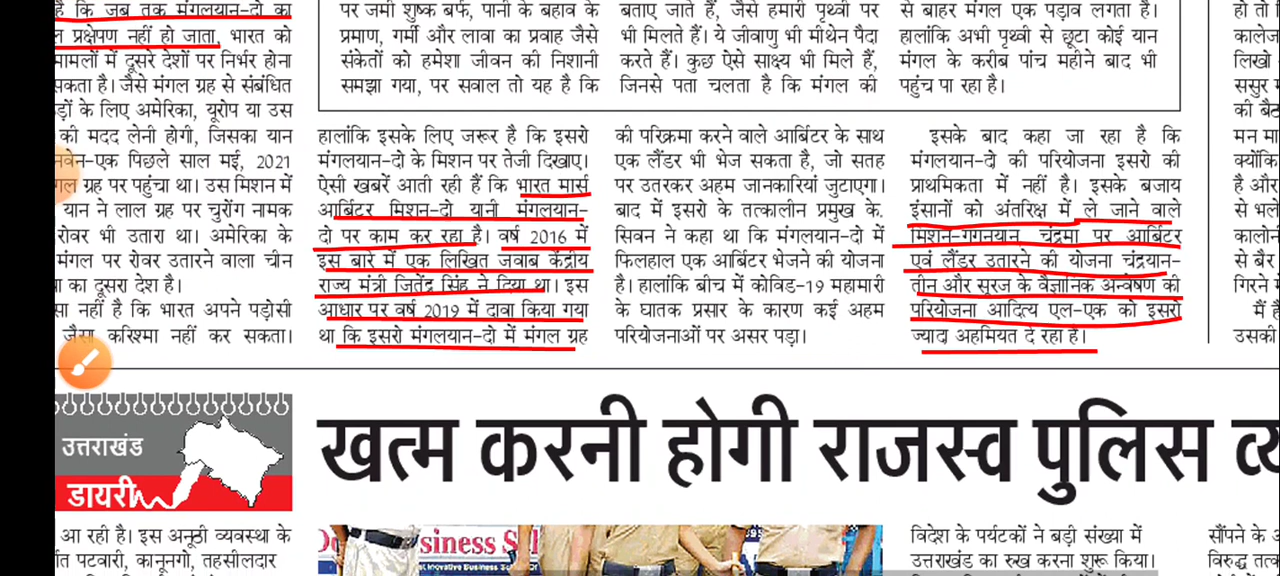 है कि जब तक मंगलयान-दो का
प्रक्षेपण नहीं हो जाता, भारत को
मामलों में दूसरे देशों पर निर्भर होना
सकता है। जैसे मंगल ग्रह से संबंधित
के लिए अमेरिका, यूरोप या उस
की मदद लेनी होगी, जिसका यान
पिछले साल मई, 2021
ग्रह पर पहुंचा था। उस मिशन में
यान ने लाल ग्रह पर चुरोंग नामक
रोवर भी उतारा था। अमेरिका के
मंगल पर रोवर उतारने वाला चीन
का दूसरा देश है।
नहीं है कि भारत अपने पड़ोसी
जैसा करिश्मा नहीं कर सकता।
पर जमी शुष्क बर्फ, पानी के बहाव के
प्रमाण, गर्मी और लावा का प्रवाह जैसे
संकेतों को हमेशा जीवन की निशानी
समझा गया, पर सवाल तो यह है कि
बताए जाते हैं, जैसे हमारी पृथ्वी पर
भी मिलते हैं। ये जीवाणु भी मीथेन पैदा
करते हैं। कुछ ऐसे साक्ष्य भी मिले हैं,
जिनसे पता चलता है कि मंगल की
से बाहर मंगल एक पड़ाव लगता है।
हालांकि अभी पृथ्वी से छूटा कोई यान
मंगल के करीब पांच महीने बाद भी
पहुंच पा रहा है।
हालांकि इसके लिए जरूर है कि इसरो
मंगलयान-दो के मिशन पर तेजी दिखाए।
ऐसी खबरें आती रही हैं कि भारत मार्स
आर्बिटर मिशन-दो यानी मंगलयान-
दो पर काम कर रहा है। वर्ष 2016 में
इस बारे में एक लिखित जवाब केंद्रीय
राज्य मंत्री जितेंद्र सिंह ने दिया था। इस
आधार पर वर्ष 2019 में दावा किया गया
था कि इसरो मंगलयान-दो में मंगल ग्रह
की परिक्रमा करने वाले आर्बिटर के साथ
एक लैंडर भी भेज सकता है, जो सतह
पर उतरकर अहम जानकारियां जुटाएगा।
बाद में इसरो के तत्कालीन प्रमुख के.
सिवन ने कहा था कि मंगलयान-दो में
फिलहाल एक आर्बिटर भेजने की योजना
है। हालांकि बीच में कोविड-19 महामारी
के घातक प्रसार के कारण कई अहम
परियोजनाओं पर असर पड़ा।
इसके बाद कहा जा रहा है कि
मंगलयान-दो की परियोजना इसरो की
प्राथमिकता में नहीं है। इसके बजाय
इंसानों को अंतरिक्ष में ले जाने वाले
मिशन-गगनयान, चंद्रमा पर आर्बिटर
एवं लैंडर उतारने की योजना चंद्रयान-
तीन और सूरज के वैज्ञानिक अन्वेषण की
परियोजना आदित्य एल-एक को इसरो
ज्यादा अहमियत दे रहा है।
हो तो
कालेज
लिखो
ससुर
की बैट
मन मा
क्योंकि
है और
से भले
कालोन
से बैर
गिरने
मैं है
उसकी
उत्तराखंड
डायरी
खत्म करनी होगी राजस्व पुलिस व्य
आ रही है। इस अनूठी व्यवस्था के
पटवारी, कानूनगो, तहसीलदार
siness S
t Innovative Business
विदेश के पर्यटकों ने बड़ी संख्या में
उत्तराखंड का रुख करना शुरू किया।
सौंपने के
विरुद्ध